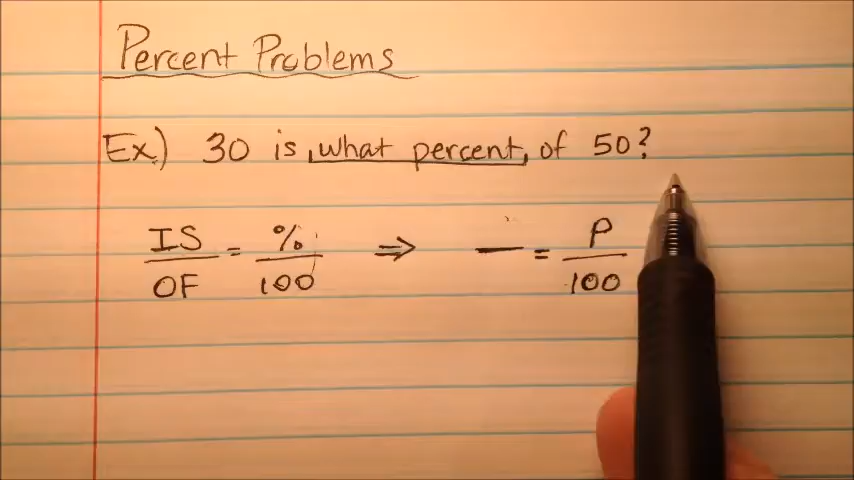 Percent Problems
Ex.) 30 is what percent of 50?
IS/OF = %/100 ⇒ — = P/100